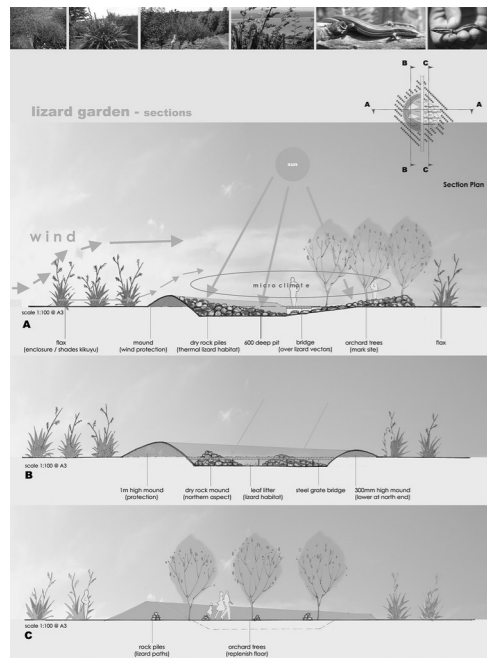 B C
A A
B C
lizard garden - sections
Section Plan
sun
wind
micro climate
scale 1:100 @ A3
A
flax
(enclosure / shades kikuyu)
mound
(wind protection)
dry rock piles
(thermal lizard habitat)
600 deep pit
bridge
(over lizard vectors)
orchard trees
(mark site)
flax
scale 1:100 @ A3
B
1m high mound
(protection)
dry rock mound
(northern aspect)
leaf litter
(lizard habitat)
steel grate bridge
300mm high mound
(lower at north end)
scale 1:100 @ A3
C
rock piles
(lizard paths)
orchard trees
(replenish floor)